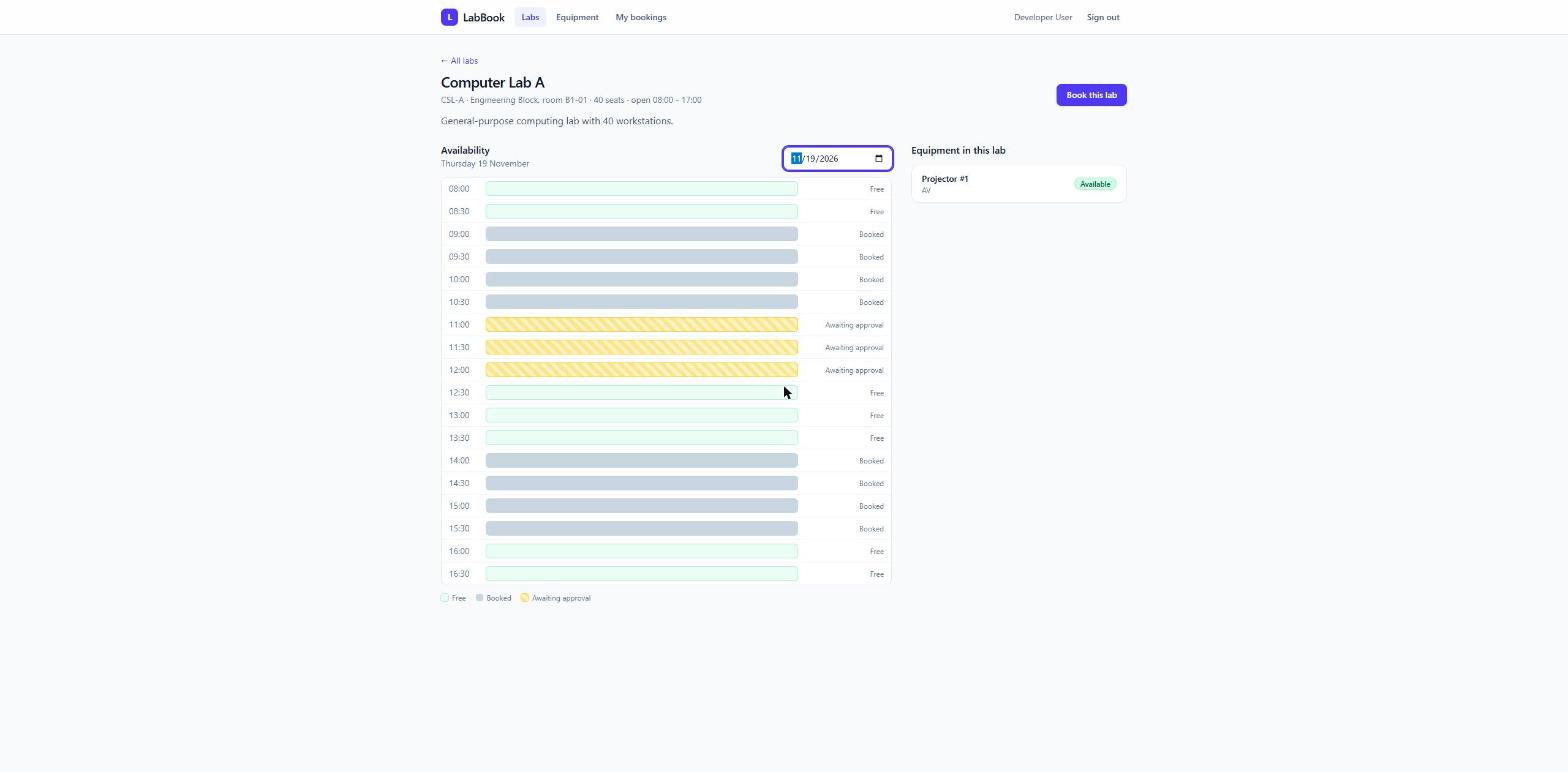 L LabBook Labs Equipment My bookings Developer User Sign out
← All labs
Computer Lab A
CSL-A · Engineering Block, room B1-01 · 40 seats · open 08:00 - 17:00
Book this lab
General-purpose computing lab with 40 workstations.
Availability
Thursday 19 November
11/19/2026
08:00 Free
08:30 Free
09:00 Booked
09:30 Booked
10:00 Booked
10:30 Booked
11:00 Awaiting approval
11:30 Awaiting approval
12:00 Awaiting approval
12:30 Free
13:00 Free
13:30 Free
14:00 Booked
14:30 Booked
15:00 Booked
15:30 Booked
16:00 Free
16:30 Free
Free Booked Awaiting approval
Equipment in this lab
Projector #1
AV
Available